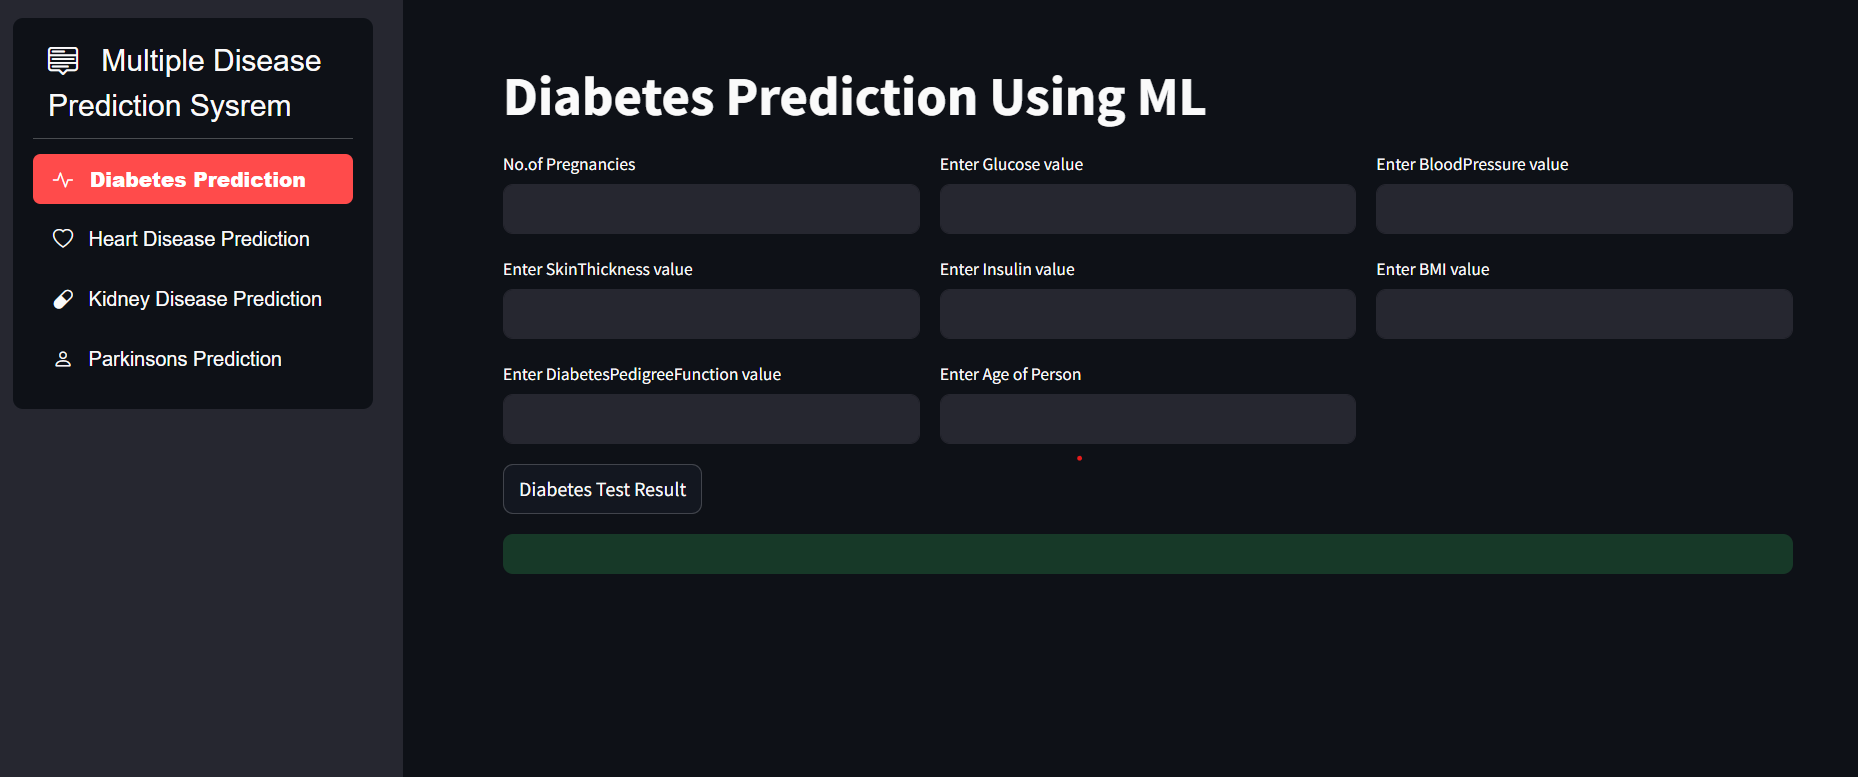 Multiple Disease
Prediction Sysrem
Diabetes Prediction
Heart Disease Prediction
Kidney Disease Prediction
Parkinsons Prediction
Diabetes Prediction Using ML
No.of Pregnancies
Enter Glucose value
Enter BloodPressure value
Enter SkinThickness value
Enter Insulin value
Enter BMI value
Enter DiabetesPedigreeFunction value
Enter Age of Person
Diabetes Test Result